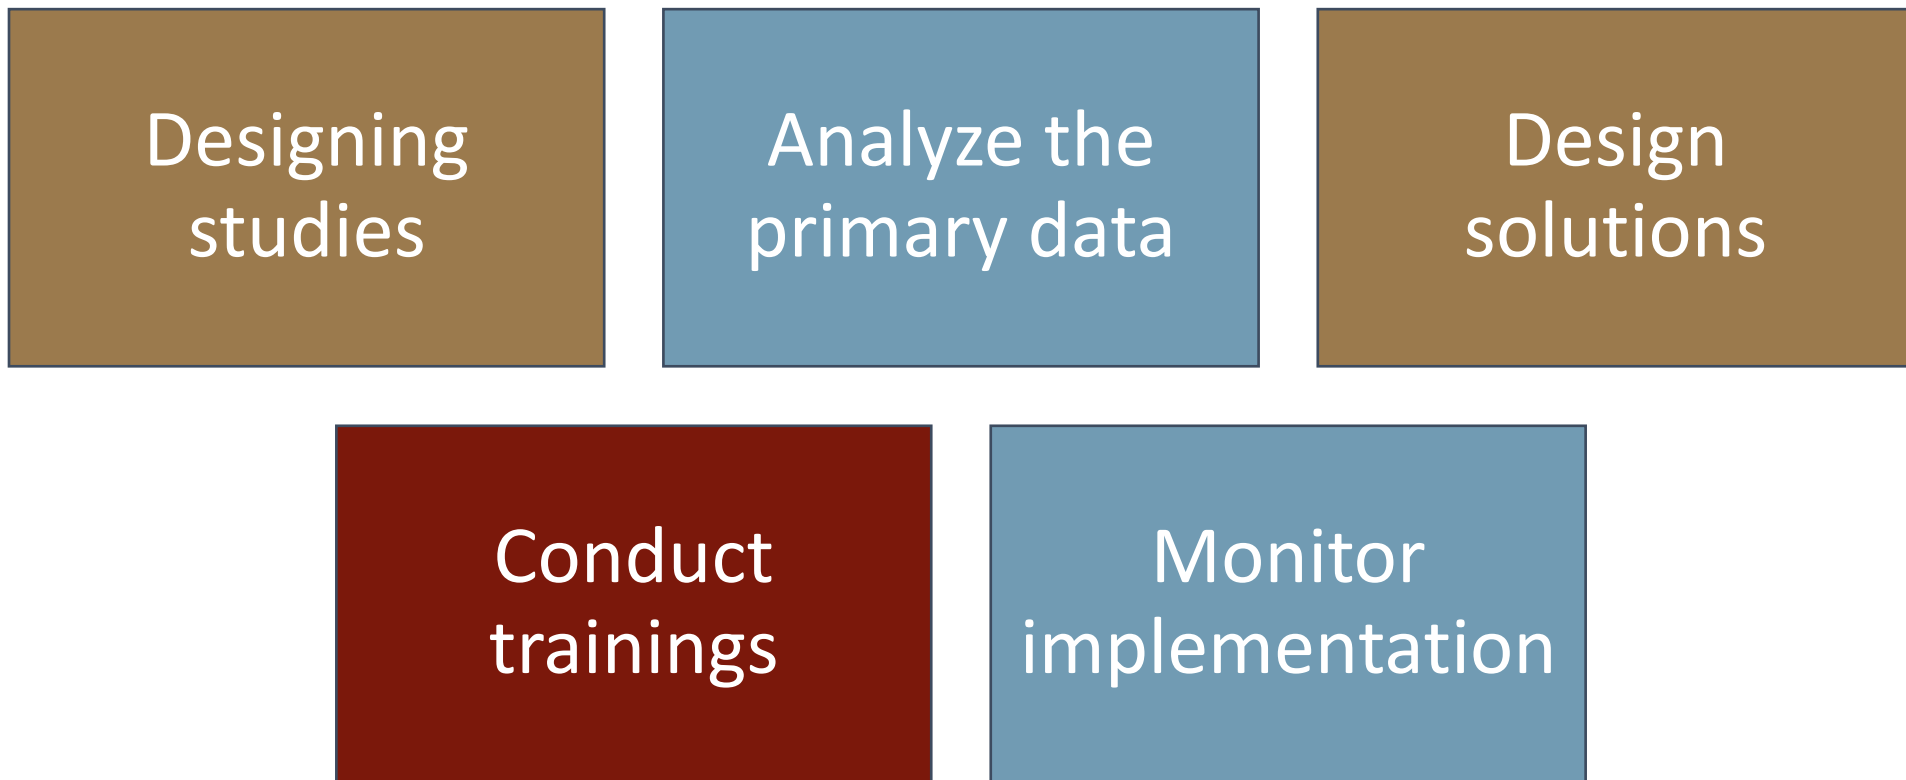 Designing
studies
Analyze the
primary data
Design
solutions
Conduct
trainings
Monitor
implementation